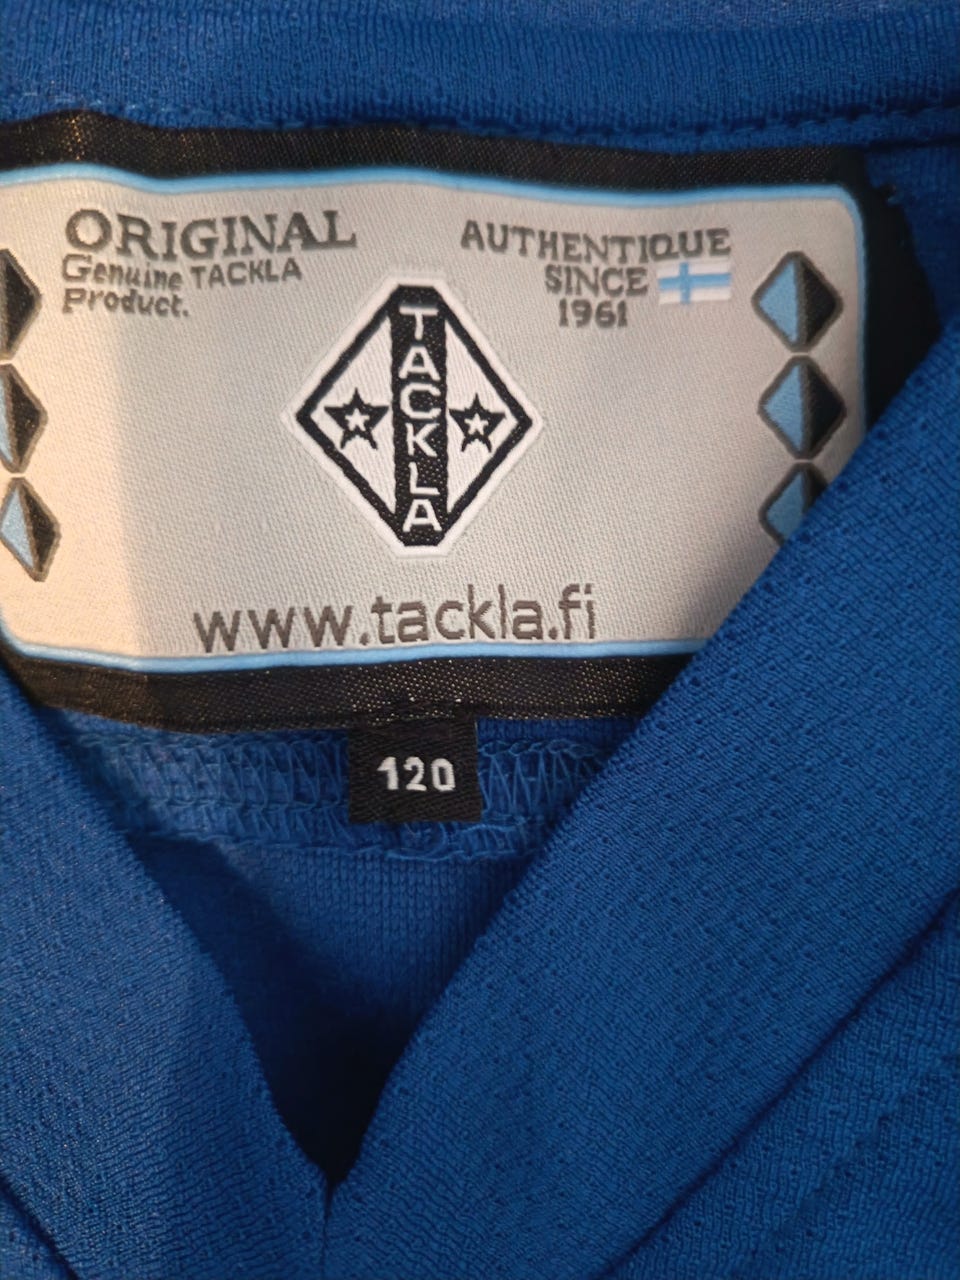 ORIGINAL
Genuine TACKLA
Product.
AUTHENTIQUE
SINCE
1961
TACKLA
www.tackla.fi
120